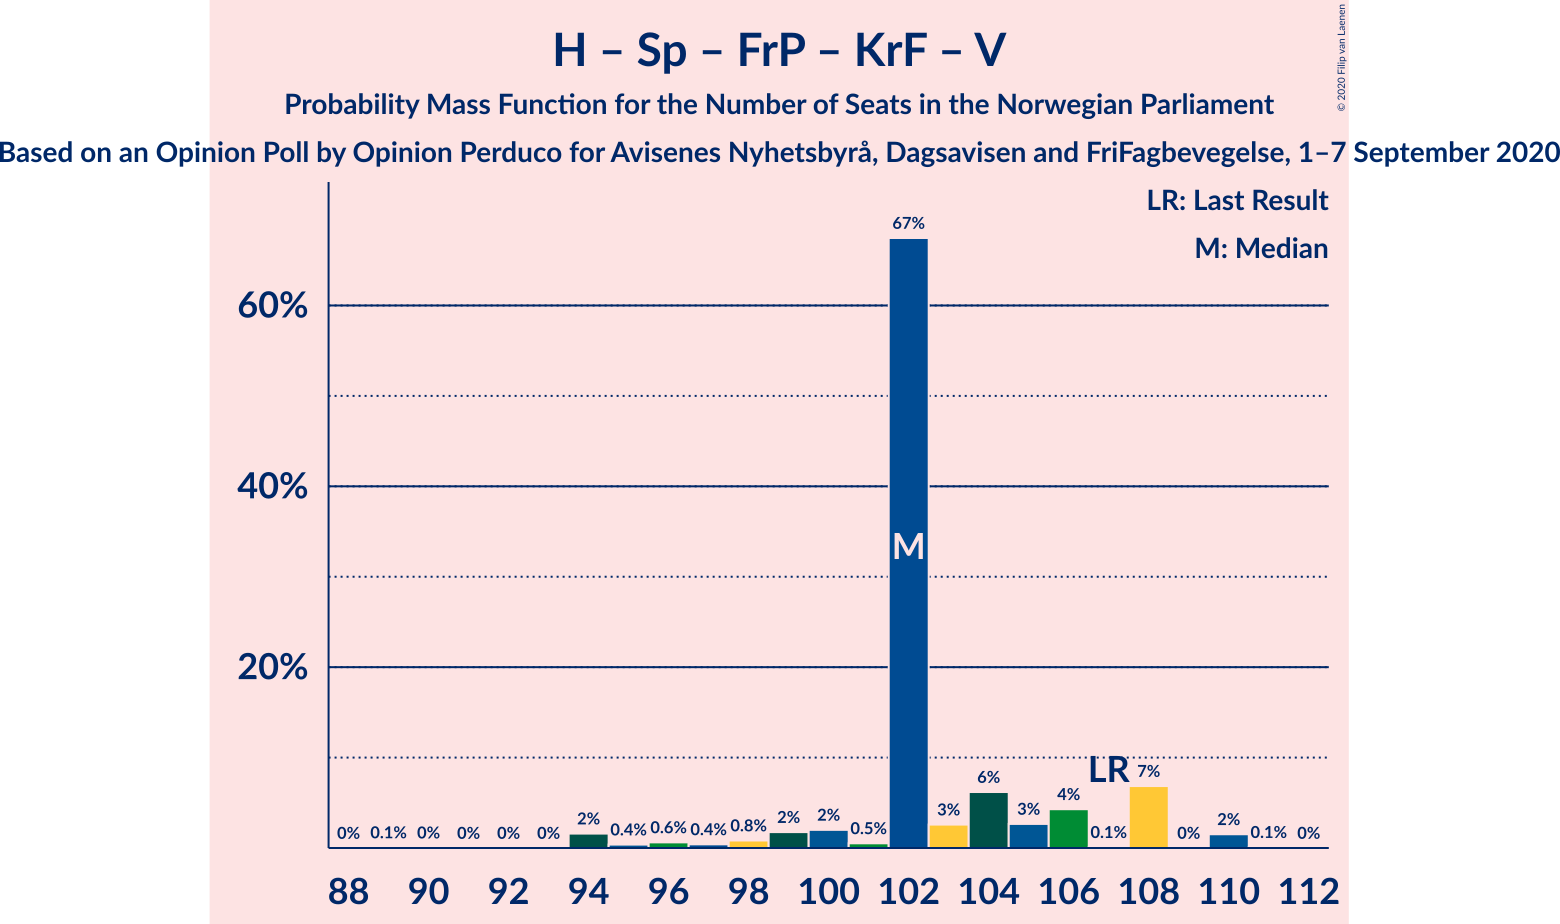 H – Sp – FrP – KrF – V
Probability Mass Function for the Number of Seats in the Norwegian Parliament
Based on an Opinion Poll by Opinion Perduco for Avisenes Nyhetsbyrå, Dagsavisen and FriFagbevegelse, 1–7 September 2020
© 2020 Filip van Laenen
LR: Last Result
M: Median
67%
60%
40%
M
20%
LR
0% 0.1% 0% 0% 0% 0% 2% 0.4% 0.6% 0.4% 0.8% 2% 2% 0.5% 3% 6% 3% 4% 0.1% 7% 0% 2% 0.1% 0%
88 90 92 94 96 98 100 102 104 106 108 110 112